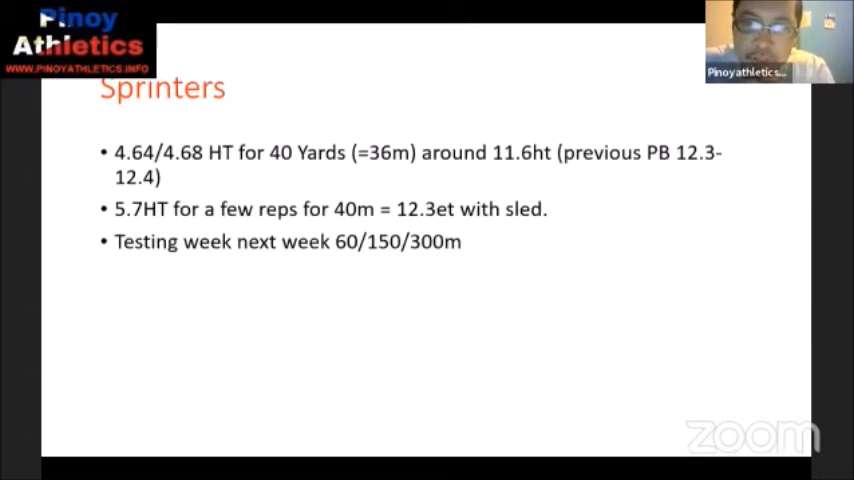 Pinoy
Athletics
WWW.PINOYATHLETICS.INFO
Pinoyathletics...
Sprinters
• 4.64/4.68 HT for 40 Yards (=36m) around 11.6ht (previous PB 12.3-
12.4)
• 5.7HT for a few reps for 40m = 12.3et with sled.
• Testing week next week 60/150/300m
zoom